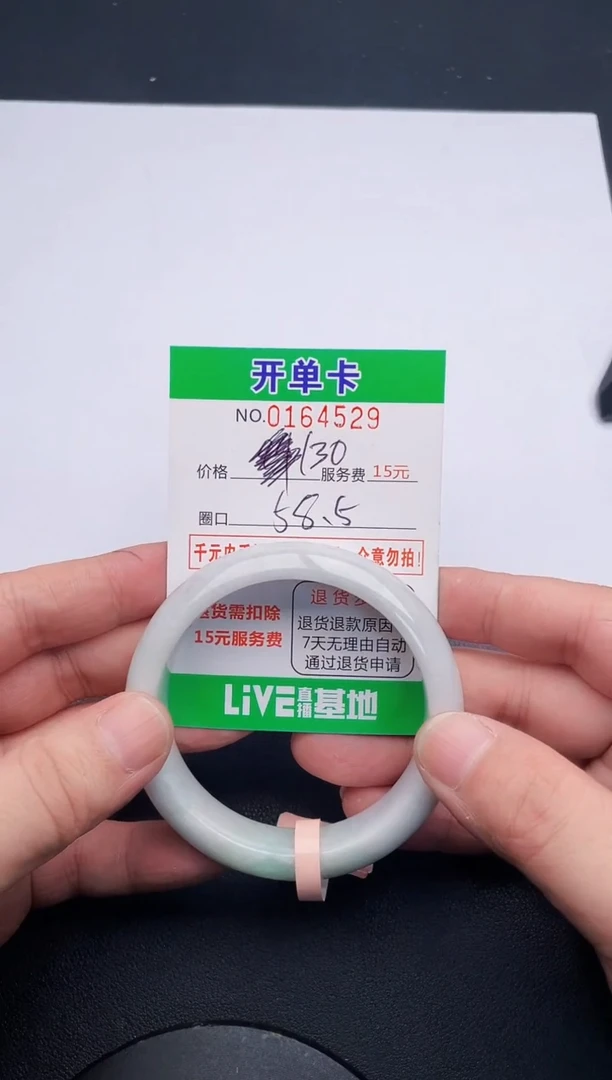 开单卡
NO.0164529
价格 130 服务费 15元
圈口 58.5
千元内 介意勿拍!
退货需扣除
15元服务费
退货
退货退款原因
7天无理由自动
通过退货申请
LiVE直播基地